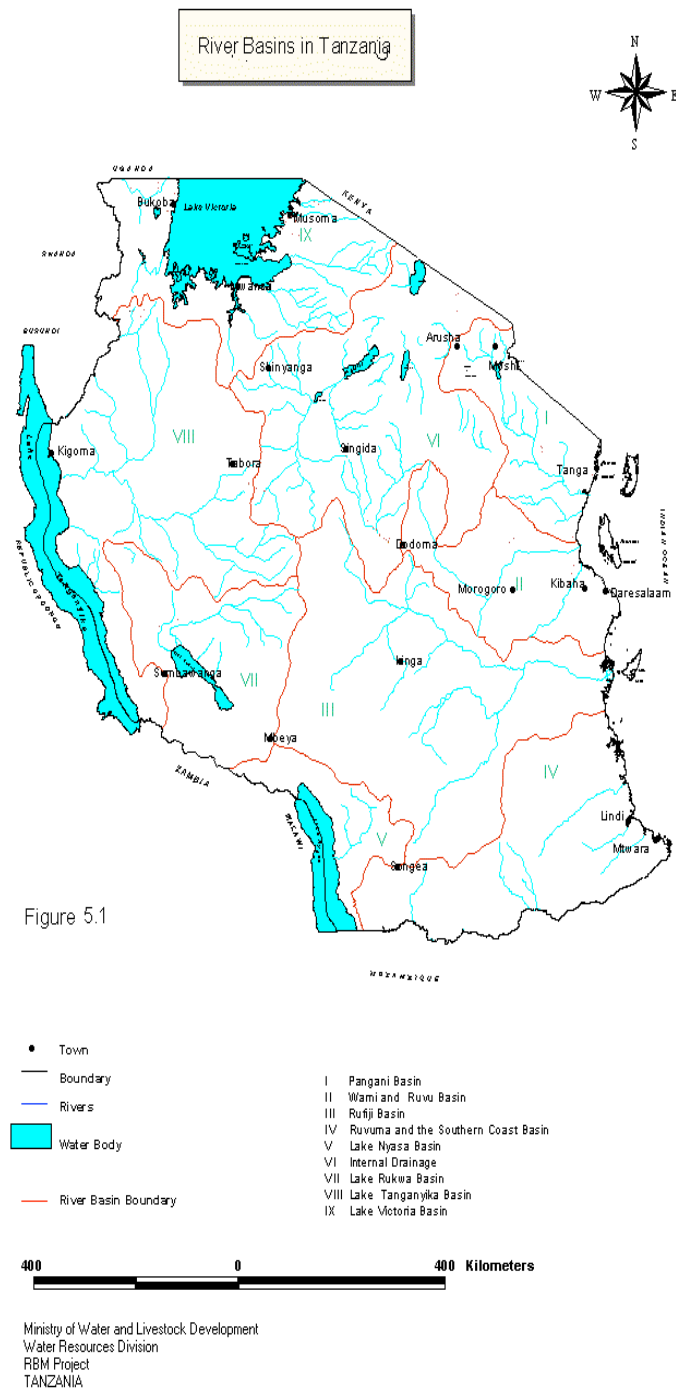 River Basins in Tanzania
N
W E
S
UGANDA
Bukoba
Lake Victoria
KENYA
Musoma
IX
RWANDA
Mwanza
BURUNDI
Arusha
Moshi
Shinyanga
VIII
I
Kigoma
Tabora
Singida
VI
Tanga
Lake
Tanganyika
INDIAN OCEAN
Dodoma
REPUBLIC OF CONGO
Morogoro
II
Kibaha
Daresalaam
Iringa
Sumbawanga
VII
III
Mbeya
IV
ZAMBIA
MALAWI
Lindi
V
Mtwara
Songea
Figure 5.1
MOZAMBIQUE
Town
Boundary
Rivers
Water Body
River Basin Boundary
I Pangani Basin
II Wami and Ruvu Basin
III Rufiji Basin
IV Ruvuma and the Southern Coast Basin
V Lake Nyasa Basin
VI Internal Drainage
VII Lake Rukwa Basin
VIII Lake Tanganyika Basin
IX Lake Victoria Basin
400 0 400 Kilometers
Ministry of Water and Livestock Development
Water Resources Division
RBM Project
TANZANIA